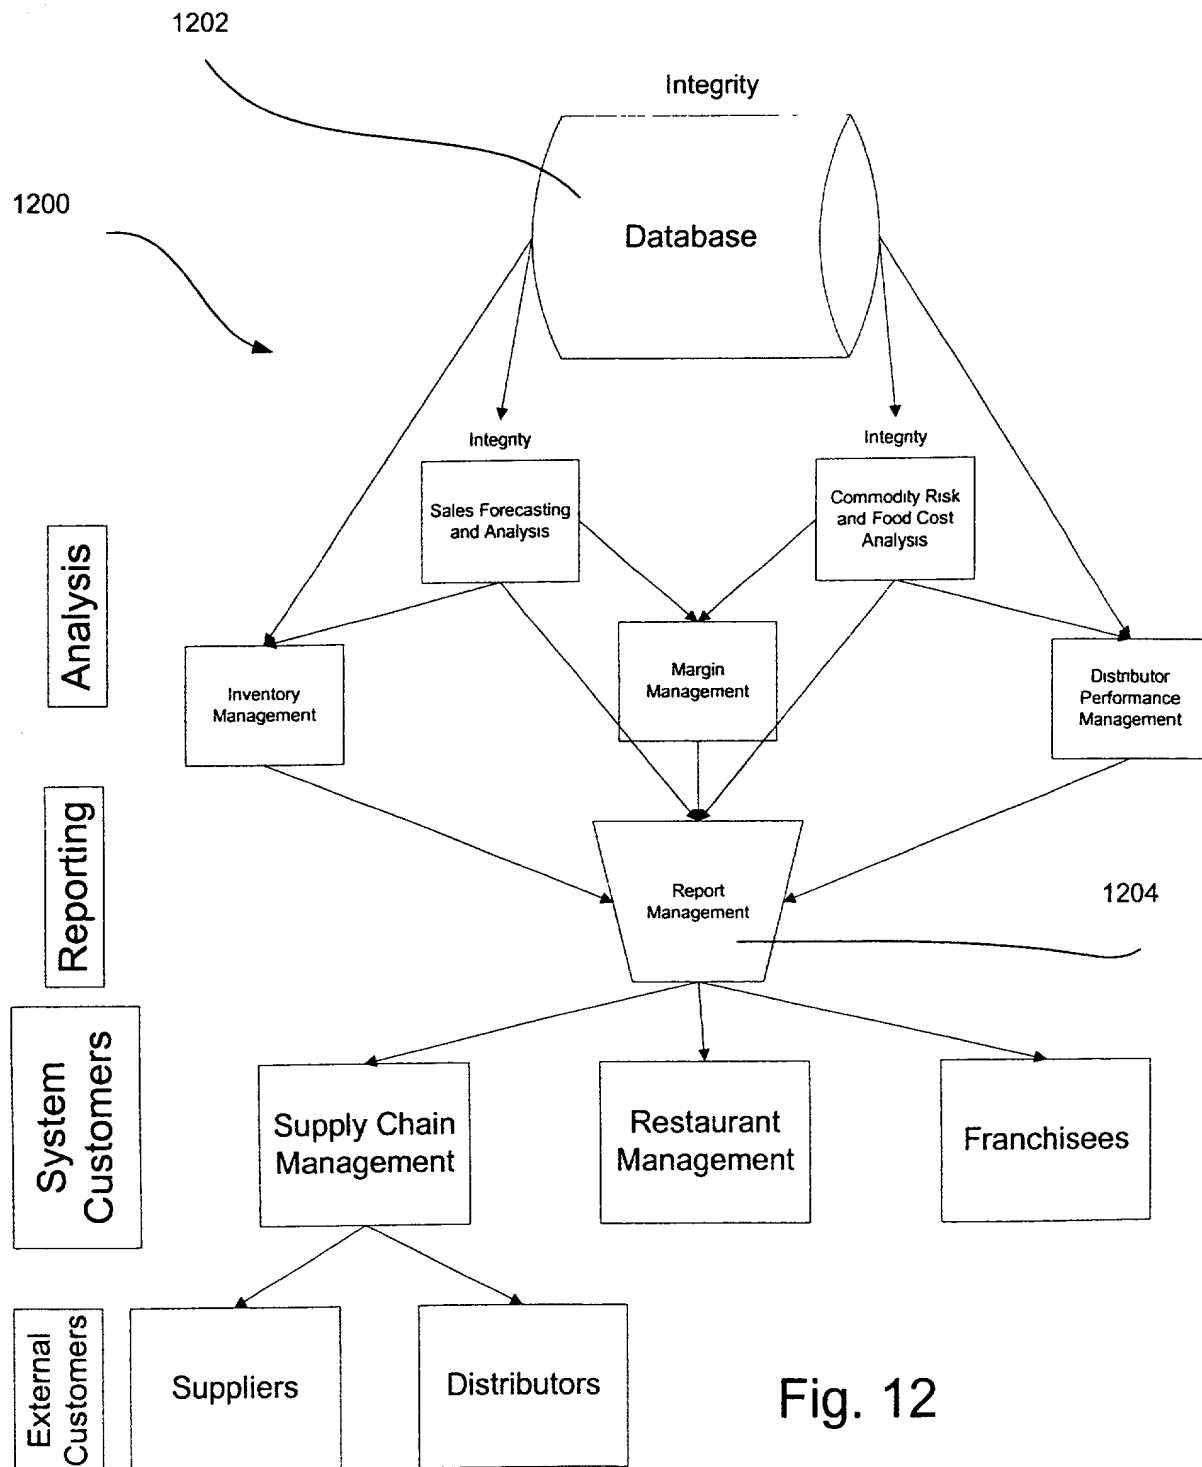 1202
Integrity
1200
Database
Integrity
Integrity
Sales Forecasting
and Analysis
Commodity Risk
and Food Cost
Analysis
Analysis
Inventory
Management
Margin
Management
Distributor
Performance
Management
Reporting
Report
Management
1204
System
Customers
Supply Chain
Management
Restaurant
Management
Franchisees
External
Customers
Suppliers
Distributors
Fig. 12